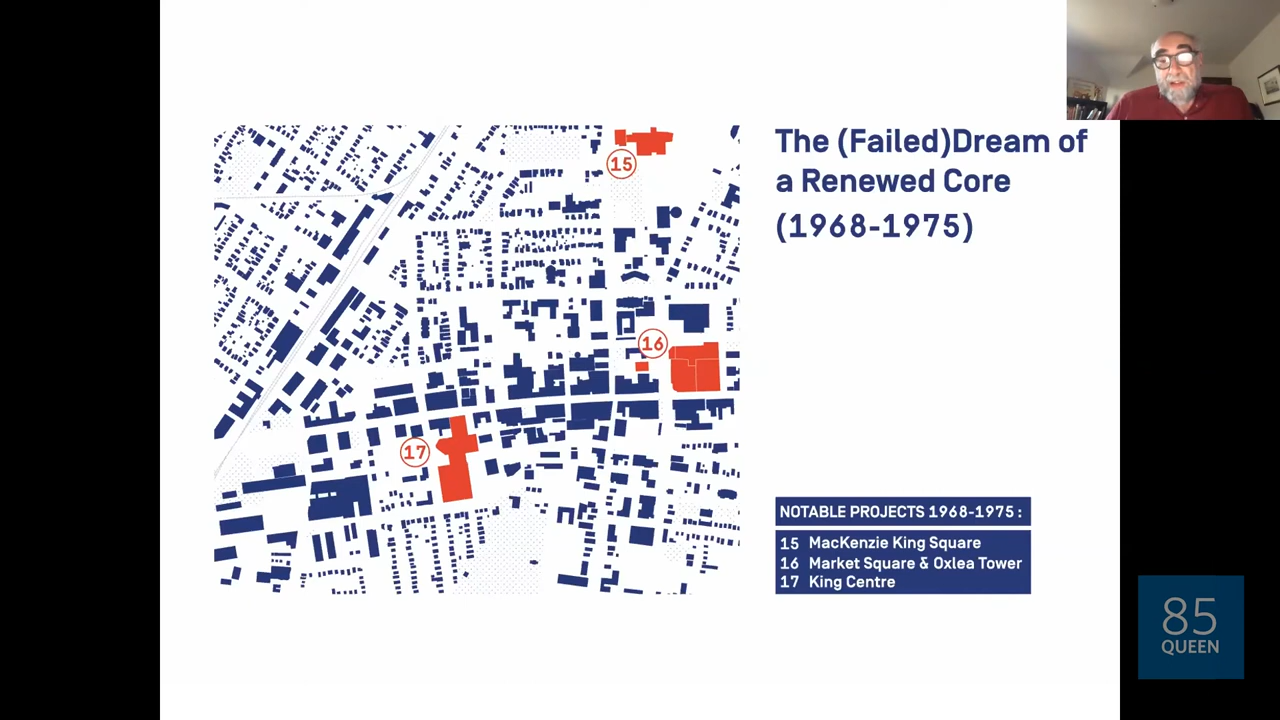 The (Failed)Dream of
a Renewed Core
(1968-1975)
15
16
17
NOTABLE PROJECTS 1968-1975 :
15 MacKenzie King Square
16 Market Square & Oxlea Tower
17 King Centre
85
QUEEN